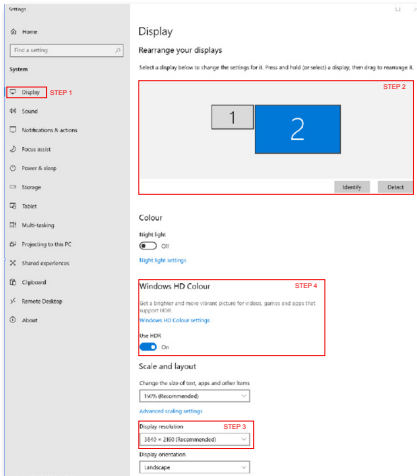 Settings
Home
Find a setting
System
Display STEP 1
Sound
Notifications & actions
Focus assist
Power & sleep
Storage
Tablet
Multi-tasking
Projecting to this PC
Shared experiences
Clipboard
Remote Desktop
About
Display
Rearrange your displays
Select a display below to change the settings for it. Press and hold (or select) a display, then drag to rearrange it.
STEP 2
1 2
Identify Detect
Colour
Night light
Off
Night light settings
Windows HD Colour STEP 4
Get a brighter and more vibrant picture for videos, games and apps that
support HDR.
Windows HD Colour settings
Use HDR
On
Scale and layout
Change the size of text, apps and other items
150% (Recommended)
Advanced scaling settings
Display resolution STEP 3
3840 × 2160 (Recommended)
Display orientation
Landscape